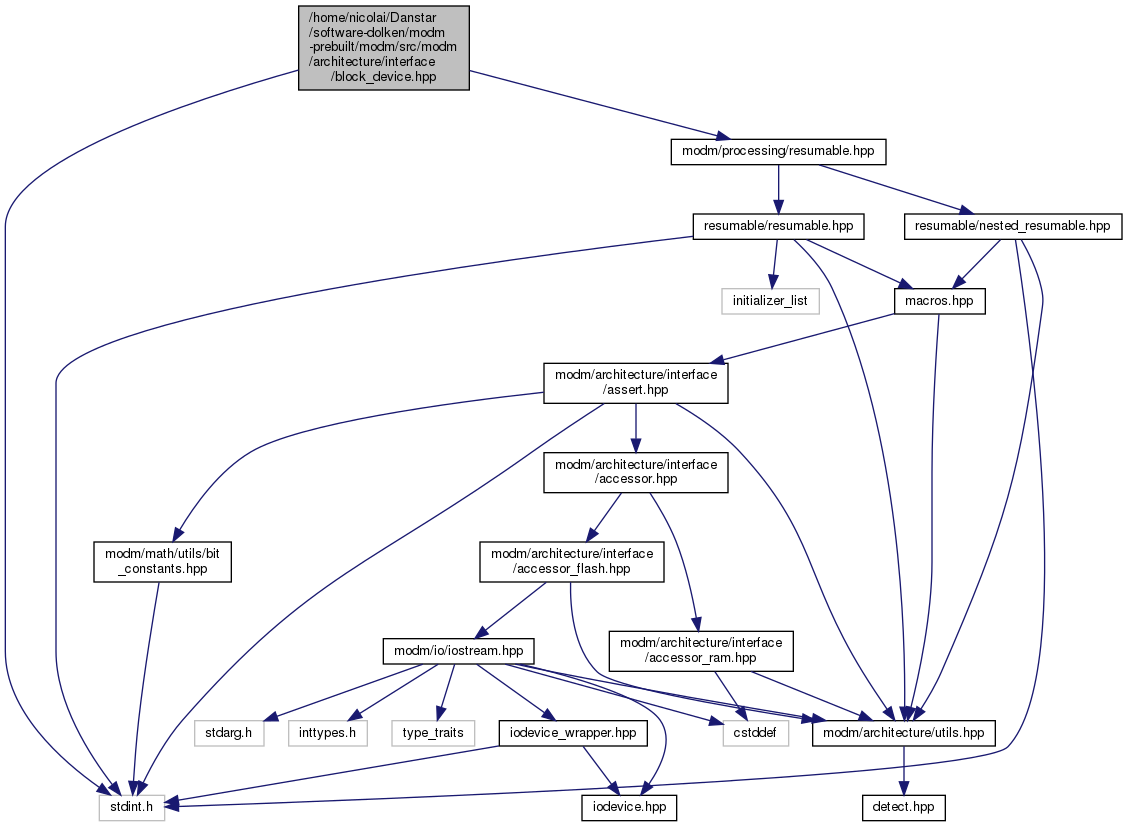 /home/nicolai/Danstar
/software-dolken/modm
-prebuilt/modm/src/modm
/architecture/interface
/block_device.hpp
modm/processing/resumable.hpp
resumable/resumable.hpp
resumable/nested_resumable.hpp
initializer_list
macros.hpp
modm/architecture/interface
/assert.hpp
modm/architecture/interface
/accessor.hpp
modm/math/utils/bit
_constants.hpp
modm/architecture/interface
/accessor_flash.hpp
modm/io/iostream.hpp
modm/architecture/interface
/accessor_ram.hpp
stdarg.h
inttypes.h
type_traits
iodevice_wrapper.hpp
cstddef
modm/architecture/utils.hpp
stdint.h
iodevice.hpp
detect.hpp